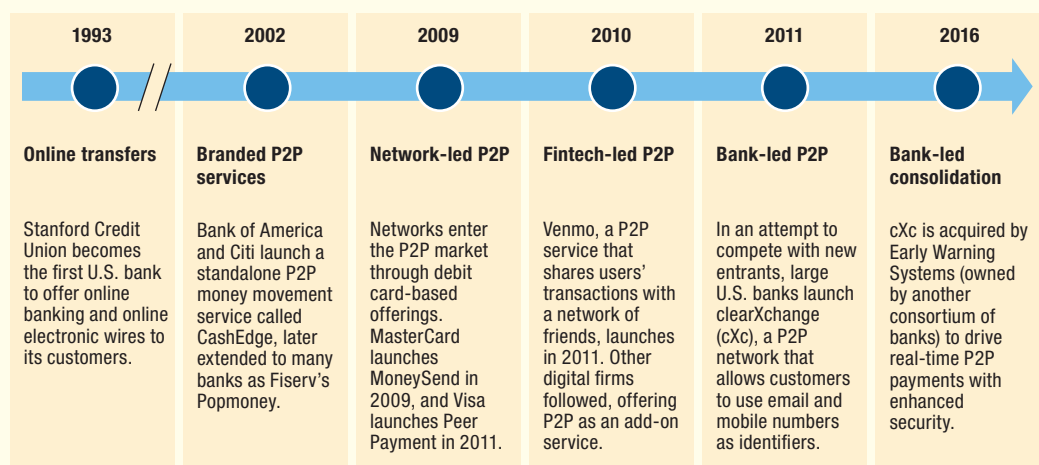 1993
Online transfers
Stanford Credit
Union becomes
the first U.S. bank
to offer online
banking and online
electronic wires to
its customers.
2002
Branded P2P
services
Bank of America
and Citi launch a
standalone P2P
money movement
service called
CashEdge, later
extended to many
banks as Fiserv's
Popmoney.
2009
Network-led P2P
Networks enter
the P2P market
through debit
card-based
offerings.
MasterCard
launches
MoneySend in
2009, and Visa
launches Peer
Payment in 2011.
2010
Fintech-led P2P
Venmo, a P2P
service that
shares users'
transactions with
a network of
friends, launches
in 2011. Other
digital firms
followed, offering
P2P as an add-on
service.
2011
Bank-led P2P
In an attempt to
compete with new
entrants, large
U.S. banks launch
clearXchange
(cXc), a P2P
network that
allows customers
to use email and
mobile numbers
as identifiers.
2016
Bank-led
consolidation
cXc is acquired by
Early Warning
Systems (owned
by another
consortium of
banks) to drive
real-time P2P
payments with
enhanced
security.